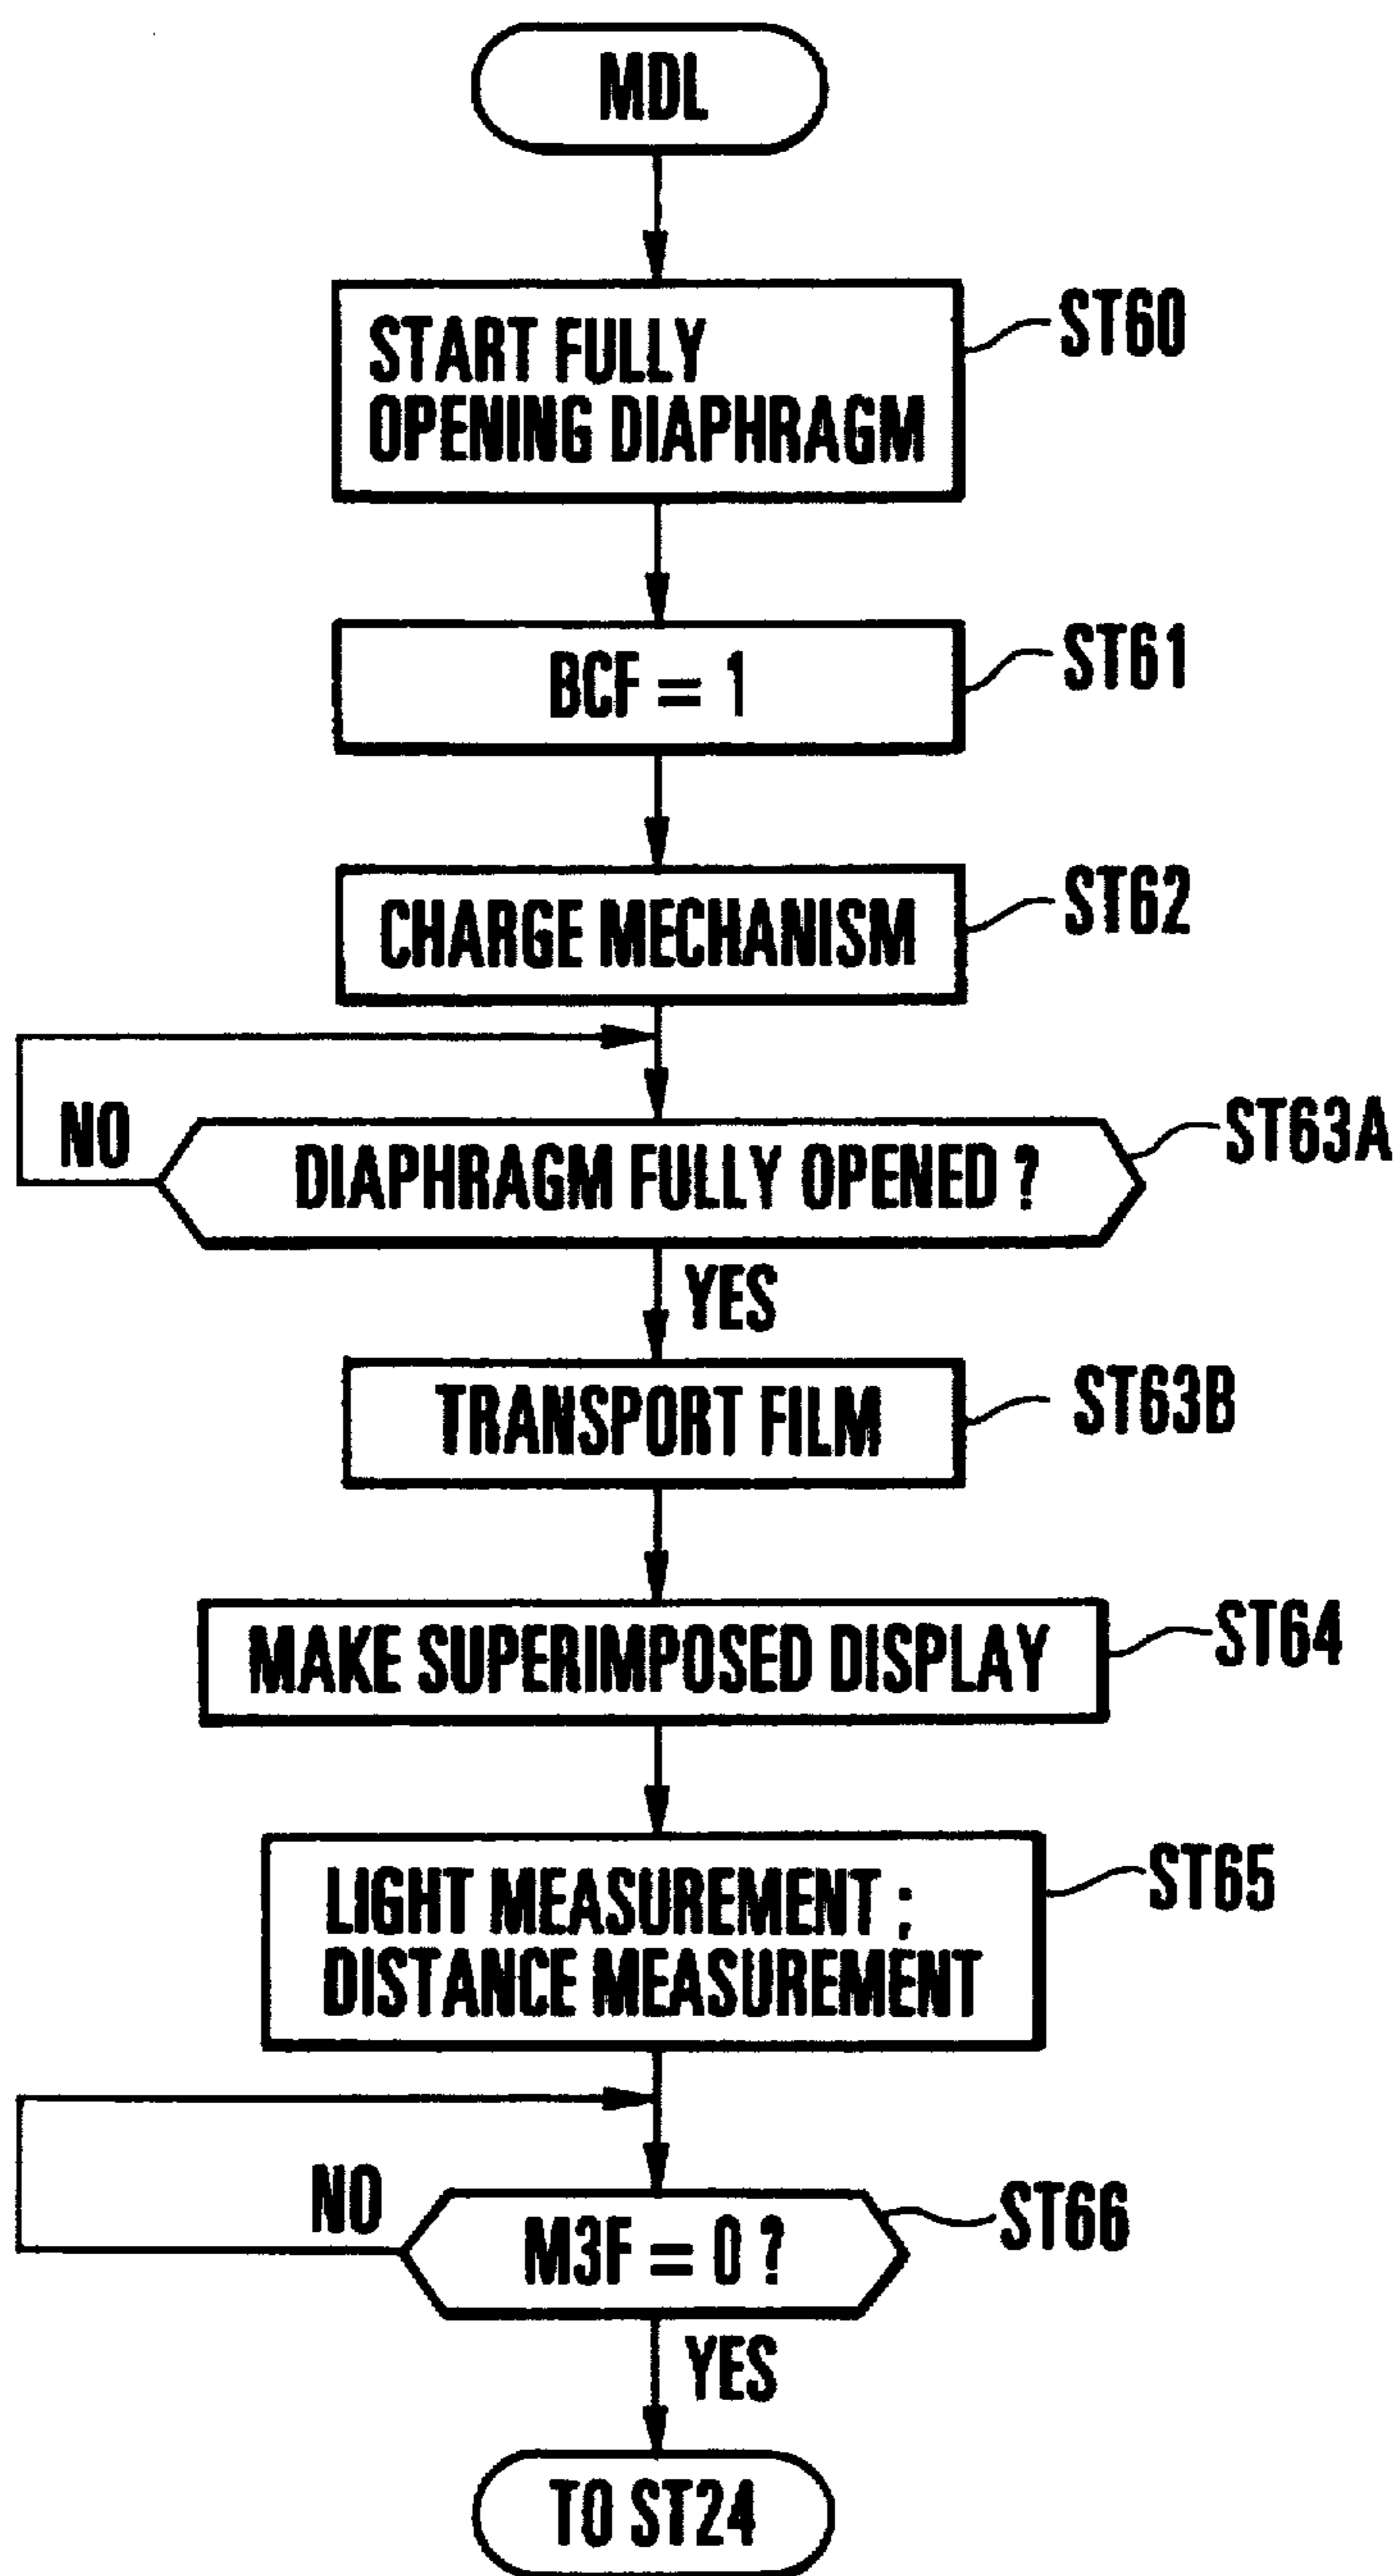 MDL
START FULLY
OPENING DIAPHRAGM
ST60
BCF = 1
ST61
CHARGE MECHANISM
ST62
NO
DIAPHRAGM FULLY OPENED ?
ST63A
YES
TRANSPORT FILM
ST63B
MAKE SUPERIMPOSED DISPLAY
ST64
LIGHT MEASUREMENT ;
DISTANCE MEASUREMENT
ST65
NO
M3F = 0 ?
ST66
YES
TO ST24